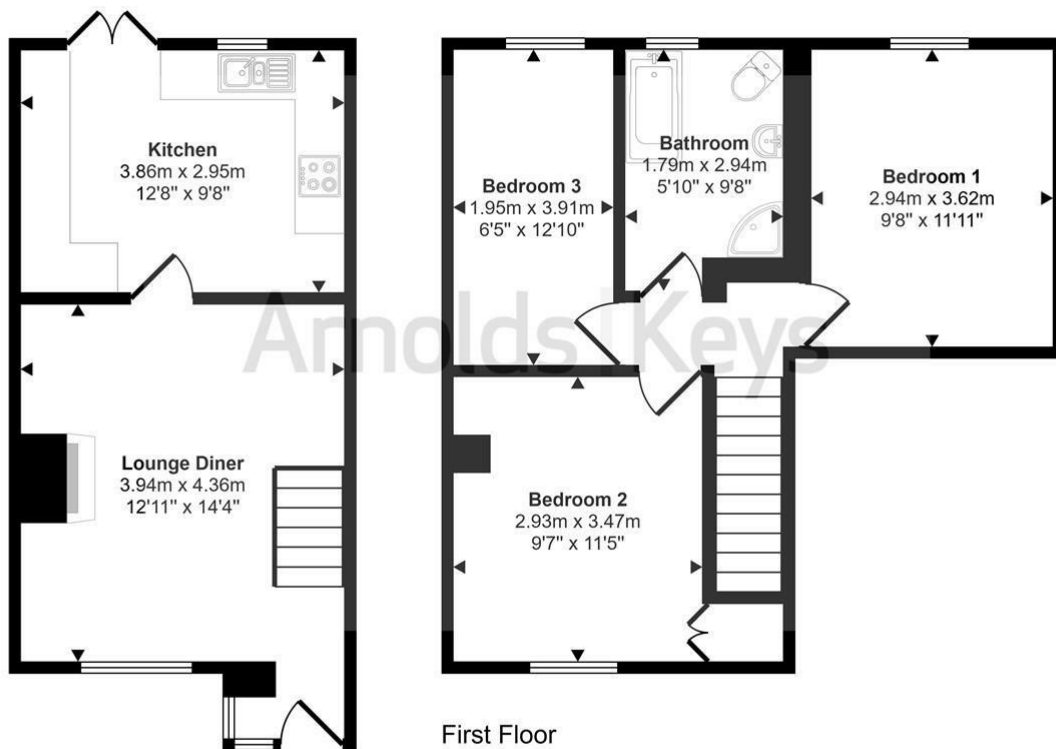 Kitchen
3.86m x 2.95m
12'8" x 9'8"
Lounge Diner
3.94m x 4.36m
12'11" x 14'4"
Bedroom 3
1.95m x 3.91m
6'5" x 12'10"
Bathroom
1.79m x 2.94m
5'10" x 9'8"
Bedroom 1
2.94m x 3.62m
9'8" x 11'11"
Arnolds | Keys
Bedroom 2
2.93m x 3.47m
9'7" x 11'5"
First Floor